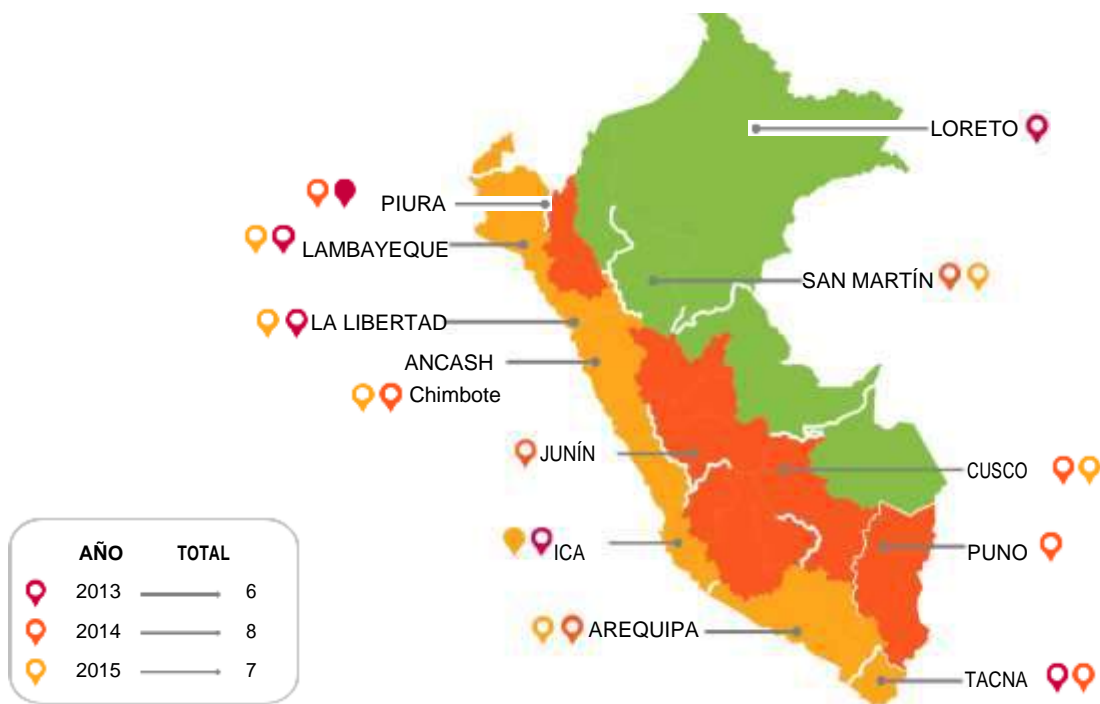 LORETO
PIURA
LAMBAYEQUE
SAN MARTÍN
LA LIBERTAD
ANCASH
Chimbote
JUNÍN
CUSCO
ICA
PUNO
AREQUIPA
TACNA
AÑO TOTAL
2013 6
2014 8
2015 7